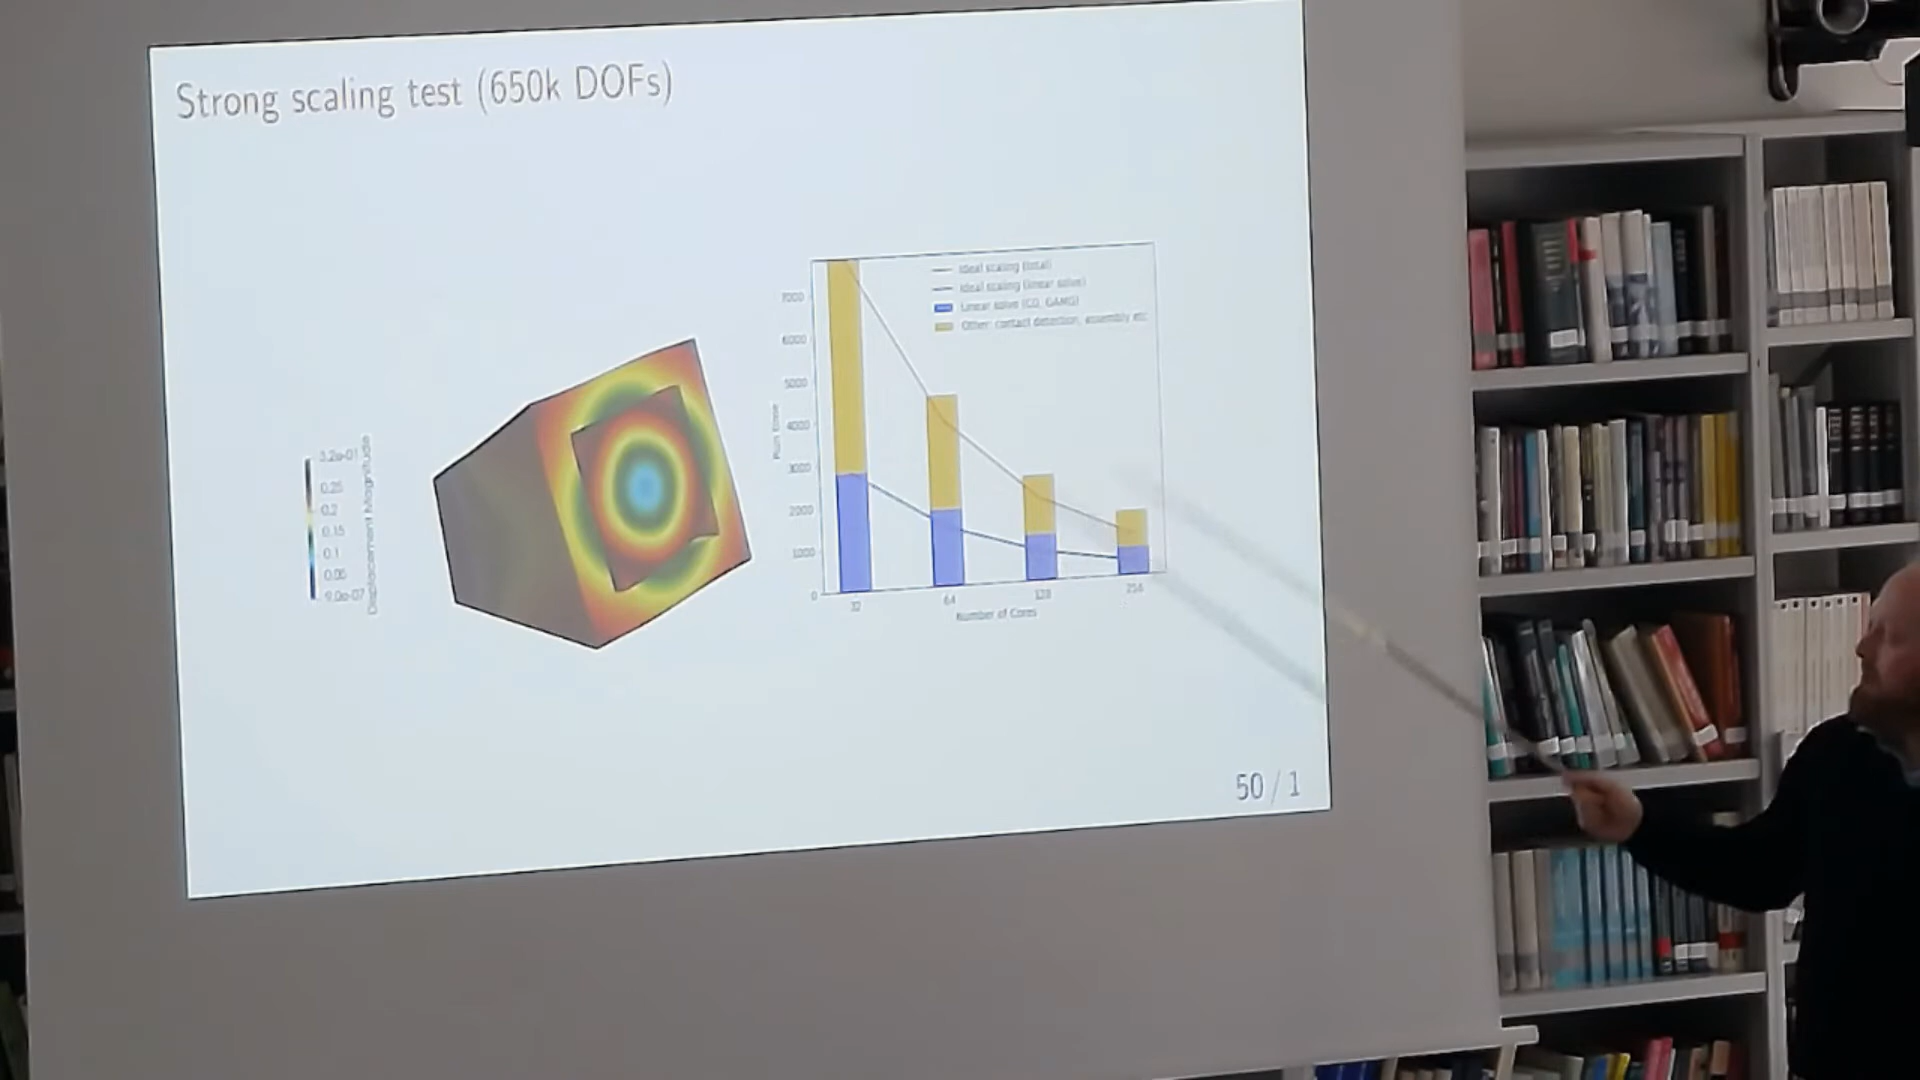 Strong scaling test (650k DOFs)
3.2e-01
0.25
0.2
0.15
0.1
0.05
9.0e-07
Displacement Magnitude
Ideal scaling (total)
Ideal scaling (linear solve)
Linear solve (CG, GAMG)
Other: contact detection, assembly etc
7000
6000
5000
4000
3000
2000
1000
0
Run time
32
64
128
256
Number of Cores
50 / 1